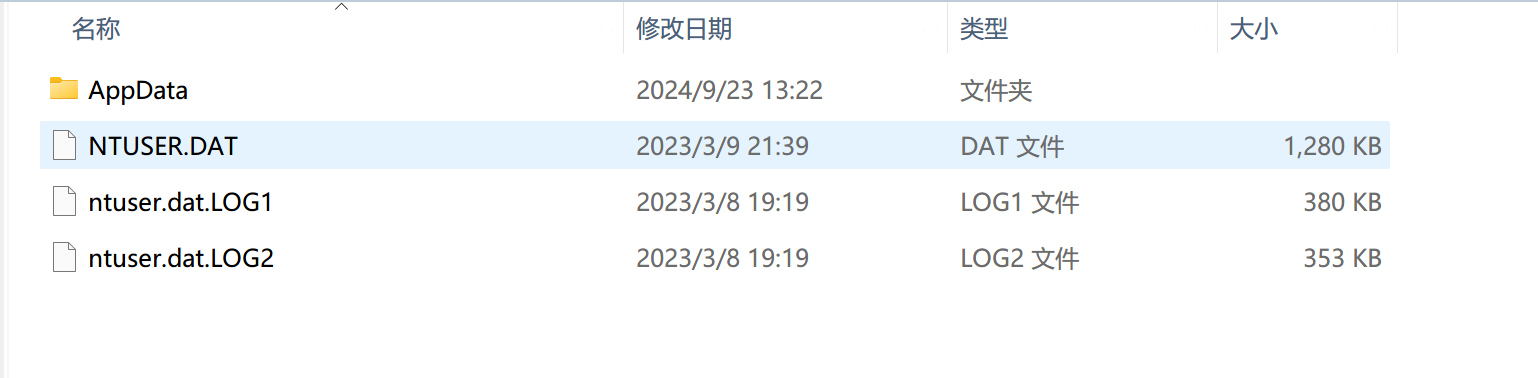 名称 修改日期 类型 大小
AppData 2024/9/23 13:22 文件夹
NTUSER.DAT 2023/3/9 21:39 DAT 文件 1,280 KB
ntuser.dat.LOG1 2023/3/8 19:19 LOG1 文件 380 KB
ntuser.dat.LOG2 2023/3/8 19:19 LOG2 文件 353 KB